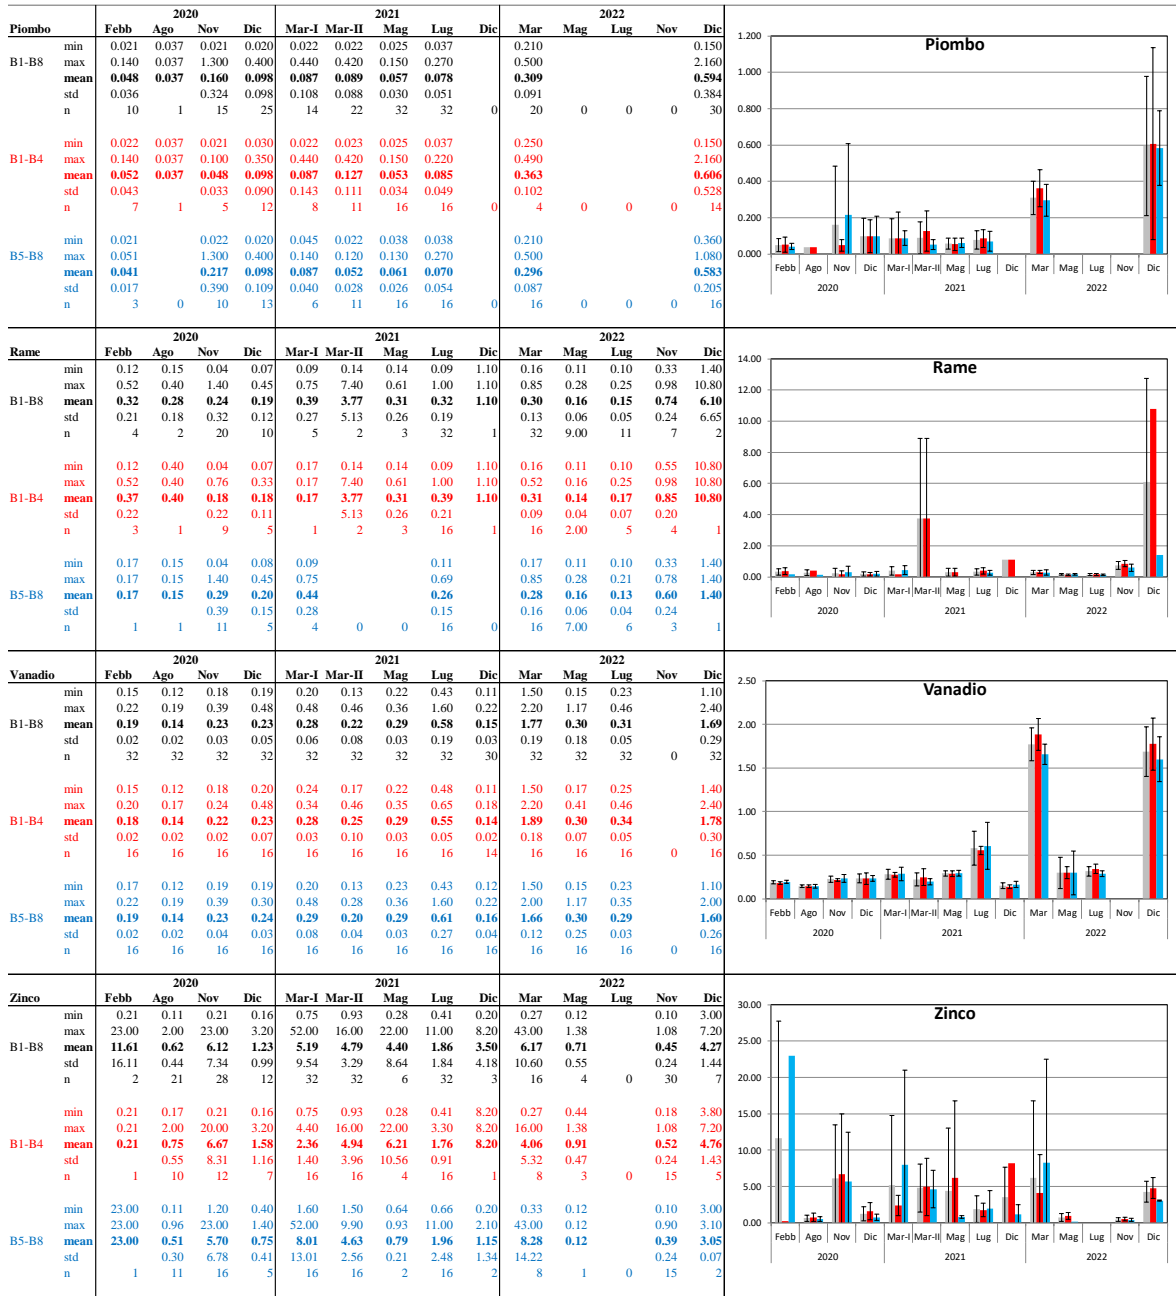 2020 2021 2022
Piombo Febb Ago Nov Dic Mar-I Mar-II Mag Lug Dic Mar Mag Lug Nov Dic
min 0.021 0.037 0.021 0.020 0.022 0.022 0.025 0.037 0.210 0.150
B1-B8 max 0.140 0.037 1.300 0.400 0.440 0.420 0.150 0.270 0.500 2.160
mean 0.048 0.037 0.160 0.098 0.087 0.089 0.057 0.078 0.309 0.594
std 0.036 0.324 0.098 0.108 0.088 0.030 0.051 0.091 0.384
n 10 1 15 25 14 22 32 32 0 20 0 0 0 30
min 0.022 0.037 0.021 0.030 0.022 0.023 0.025 0.037 0.250 0.150
B1-B4 max 0.140 0.037 0.100 0.350 0.440 0.420 0.150 0.220 0.490 2.160
mean 0.052 0.037 0.048 0.098 0.087 0.127 0.053 0.085 0.363 0.606
std 0.043 0.033 0.090 0.143 0.111 0.034 0.049 0.102 0.528
n 7 1 5 12 8 11 16 16 0 4 0 0 0 14
min 0.021 0.022 0.020 0.045 0.022 0.038 0.038 0.210 0.360
B5-B8 max 0.051 1.300 0.400 0.140 0.120 0.130 0.270 0.500 1.080
mean 0.041 0.217 0.098 0.087 0.052 0.061 0.070 0.296 0.583
std 0.017 0.390 0.109 0.040 0.028 0.026 0.054 0.087 0.205
n 3 0 10 13 6 11 16 16 0 16 0 0 0 16
Piombo
1.200
1.000
0.800
0.600
0.400
0.200
0.000
Febb Ago Nov Dic Mar-I Mar-II Mag Lug Dic Mar Mag Lug Nov Dic
2020 2021 2022
2020 2021 2022
Rame Febb Ago Nov Dic Mar-I Mar-II Mag Lug Dic Mar Mag Lug Nov Dic
min 0.12 0.15 0.04 0.07 0.09 0.14 0.14 0.09 1.10 0.16 0.11 0.10 0.33 1.40
max 0.52 0.40 1.40 0.45 0.75 7.40 0.61 1.00 1.10 0.85 0.28 0.25 0.98 10.80
B1-B8 mean 0.32 0.28 0.24 0.19 0.39 3.77 0.31 0.32 1.10 0.30 0.16 0.15 0.74 6.10
std 0.21 0.18 0.32 0.12 0.27 5.13 0.26 0.19 0.13 0.06 0.05 0.24 6.65
n 4 2 20 10 5 2 3 32 1 32 9.00 11 7 2
min 0.12 0.40 0.04 0.07 0.17 0.14 0.14 0.09 1.10 0.16 0.11 0.10 0.55 10.80
max 0.52 0.40 0.76 0.33 0.17 7.40 0.61 1.00 1.10 0.52 0.16 0.25 0.98 10.80
B1-B4 mean 0.37 0.40 0.18 0.18 0.17 3.77 0.31 0.39 1.10 0.31 0.14 0.17 0.85 10.80
std 0.22 0.22 0.11 5.13 0.26 0.21 0.09 0.04 0.07 0.20
n 3 1 9 5 1 2 3 16 1 16 2.00 5 4 1
min 0.17 0.15 0.04 0.08 0.09 0.11 0.17 0.11 0.10 0.33 1.40
max 0.17 0.15 1.40 0.45 0.75 0.69 0.85 0.28 0.21 0.78 1.40
B5-B8 mean 0.17 0.15 0.29 0.20 0.44 0.26 0.28 0.16 0.13 0.60 1.40
std 0.39 0.15 0.28 0.15 0.16 0.06 0.04 0.24
n 1 1 11 5 4 0 0 16 0 16 7.00 6 3 1
Rame
14.00
12.00
10.00
8.00
6.00
4.00
2.00
0.00
Febb Ago Nov Dic Mar-I Mar-II Mag Lug Dic Mar Mag Lug Nov Dic
2020 2021 2022
2020 2021 2022
Vanadio Febb Ago Nov Dic Mar-I Mar-II Mag Lug Dic Mar Mag Lug Nov Dic
min 0.15 0.12 0.18 0.19 0.20 0.13 0.22 0.43 0.11 1.50 0.15 0.23 1.10
max 0.22 0.19 0.39 0.48 0.48 0.46 0.36 1.60 0.22 2.20 1.17 0.46 2.40
B1-B8 mean 0.19 0.14 0.23 0.23 0.28 0.22 0.29 0.58 0.15 1.77 0.30 0.31 1.69
std 0.02 0.02 0.03 0.05 0.06 0.08 0.03 0.19 0.03 0.19 0.18 0.05 0.29
n 32 32 32 32 32 32 32 32 30 32 32 32 0 32
min 0.15 0.12 0.18 0.20 0.24 0.17 0.22 0.48 0.11 1.50 0.17 0.25 1.40
max 0.20 0.17 0.24 0.48 0.34 0.46 0.35 0.65 0.18 2.20 0.41 0.46 2.40
B1-B4 mean 0.18 0.14 0.22 0.23 0.28 0.25 0.29 0.55 0.14 1.89 0.30 0.34 1.78
std 0.02 0.02 0.02 0.07 0.03 0.10 0.03 0.05 0.02 0.18 0.07 0.05 0.30
n 16 16 16 16 16 16 16 16 14 16 16 16 0 16
min 0.17 0.12 0.19 0.19 0.20 0.13 0.23 0.43 0.12 1.50 0.15 0.23 1.10
max 0.22 0.19 0.39 0.30 0.48 0.28 0.36 1.60 0.22 2.00 1.17 0.35 2.00
B5-B8 mean 0.19 0.14 0.23 0.24 0.29 0.20 0.29 0.61 0.16 1.66 0.30 0.29 1.60
std 0.02 0.02 0.04 0.03 0.08 0.04 0.03 0.27 0.04 0.12 0.25 0.03 0.26
n 16 16 16 16 16 16 16 16 16 16 16 16 0 16
Vanadio
2.50
2.00
1.50
1.00
0.50
0.00
Febb Ago Nov Dic Mar-I Mar-II Mag Lug Dic Mar Mag Lug Nov Dic
2020 2021 2022
2020 2021 2022
Zinco Febb Ago Nov Dic Mar-I Mar-II Mag Lug Dic Mar Mag Lug Nov Dic
min 0.21 0.11 0.21 0.16 0.75 0.93 0.28 0.41 0.20 0.27 0.12 0.10 3.00
max 23.00 2.00 23.00 3.20 52.00 16.00 22.00 11.00 8.20 43.00 1.38 1.08 7.20
B1-B8 mean 11.61 0.62 6.12 1.23 5.19 4.79 4.40 1.86 3.50 6.17 0.71 0.45 4.27
std 16.11 0.44 7.34 0.99 9.54 3.29 8.64 1.84 4.18 10.60 0.55 0.24 1.44
n 2 21 28 12 32 32 6 32 3 16 4 0 30 7
min 0.21 0.17 0.21 0.16 0.75 0.93 0.28 0.41 8.20 0.27 0.44 0.18 3.80
max 0.21 2.00 20.00 3.20 4.40 16.00 22.00 3.30 8.20 16.00 1.38 1.08 7.20
B1-B4 mean 0.21 0.75 6.67 1.58 2.36 4.94 6.21 1.76 8.20 4.06 0.91 0.52 4.76
std 0.55 8.31 1.16 1.40 3.96 10.56 0.91 5.32 0.47 0.24 1.43
n 1 10 12 7 16 16 4 16 1 8 3 0 15 5
min 23.00 0.11 1.20 0.40 1.60 1.50 0.64 0.66 0.20 0.33 0.12 0.10 3.00
max 23.00 0.96 23.00 1.40 52.00 9.90 0.93 11.00 2.10 43.00 0.12 0.90 3.10
B5-B8 mean 23.00 0.51 5.70 0.75 8.01 4.63 0.79 1.96 1.15 8.28 0.12 0.39 3.05
std 0.30 6.78 0.41 13.01 2.56 0.21 2.48 1.34 14.22 0.24 0.07
n 1 11 16 5 16 16 2 16 2 8 1 0 15 2
Zinco
30.00
25.00
20.00
15.00
10.00
5.00
0.00
Febb Ago Nov Dic Mar-I Mar-II Mag Lug Dic Mar Mag Lug Nov Dic
2020 2021 2022